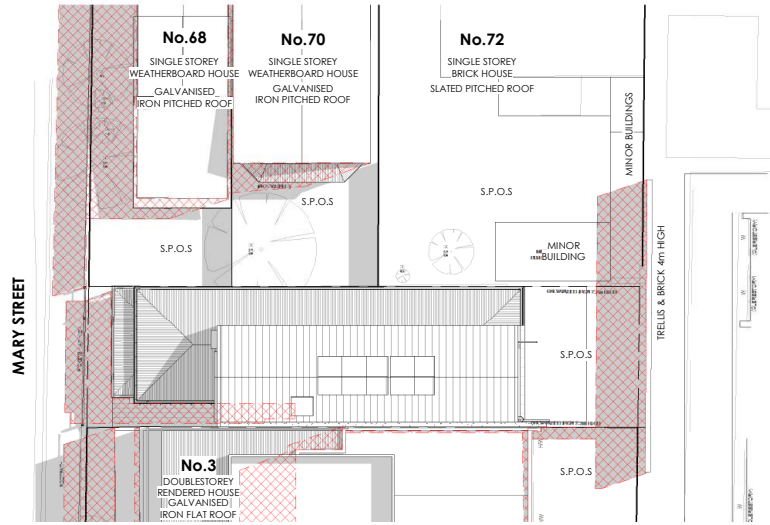 No.68
SINGLE STOREY
WEATHERBOARD HOUSE
GALVANISED
IRON PITCHED ROOF
No.70
SINGLE STOREY
WEATHERBOARD HOUSE
GALVANISED
IRON PITCHED ROOF
No.72
SINGLE STOREY
BRICK HOUSE
SLATED PITCHED ROOF
MINOR BUILDINGS
S.P.O.S
S.P.O.S
S.P.O.S
MINOR
BUILDING
TRELLIS & BRICK 4m HIGH
MARY STREET
S.P.O.S
No.3
DOUBLESTOREY
RENDERED HOUSE
GALVANISED
IRON FLAT ROOF
S.P.O.S
W
W
HW
HW